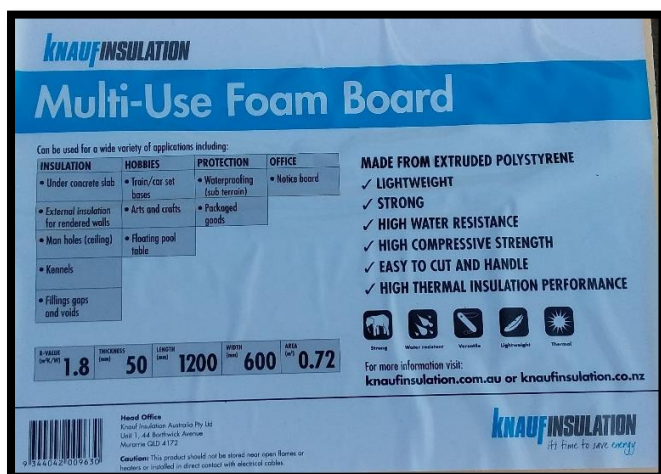 KNAUFINSULATION
Multi-Use Foam Board
Can be used for a wide variety of applications including:
INSULATION
• Under concrete slab
• External insulation
for rendered walls
• Man holes (ceiling)
• Kennels
• Fillings gaps
and voids
HOBBIES
• Train/car set
bases
• Arts and crafts
• Floating pool
table
PROTECTION
• Waterproofing
(sub terrain)
• Packaged
goods
OFFICE
• Notice board
R-VALUE
(m²K/W)
1.8
THICKNESS
(mm)
50
LENGTH
(mm)
1200
WIDTH
(mm)
600
AREA
(m²)
0.72
MADE FROM EXTRUDED POLYSTYRENE
✓ LIGHTWEIGHT
✓ STRONG
✓ HIGH WATER RESISTANCE
✓ HIGH COMPRESSIVE STRENGTH
✓ EASY TO CUT AND HANDLE
✓ HIGH THERMAL INSULATION PERFORMANCE
Strong
Water resistant
Versatile
Lightweight
Thermal
For more information visit:
knaufinsulation.com.au or knaufinsulation.co.nz
9 344042 009630
Head Office
Knauf Insulation Australia Pty Ltd
Unit 1, 44 Borthwick Avenue
Murarrie QLD 4172
Caution: This product should not be stored near open flames or
heaters or installed in direct contact with electrical cables.
KNAUFINSULATION
it's time to save energy